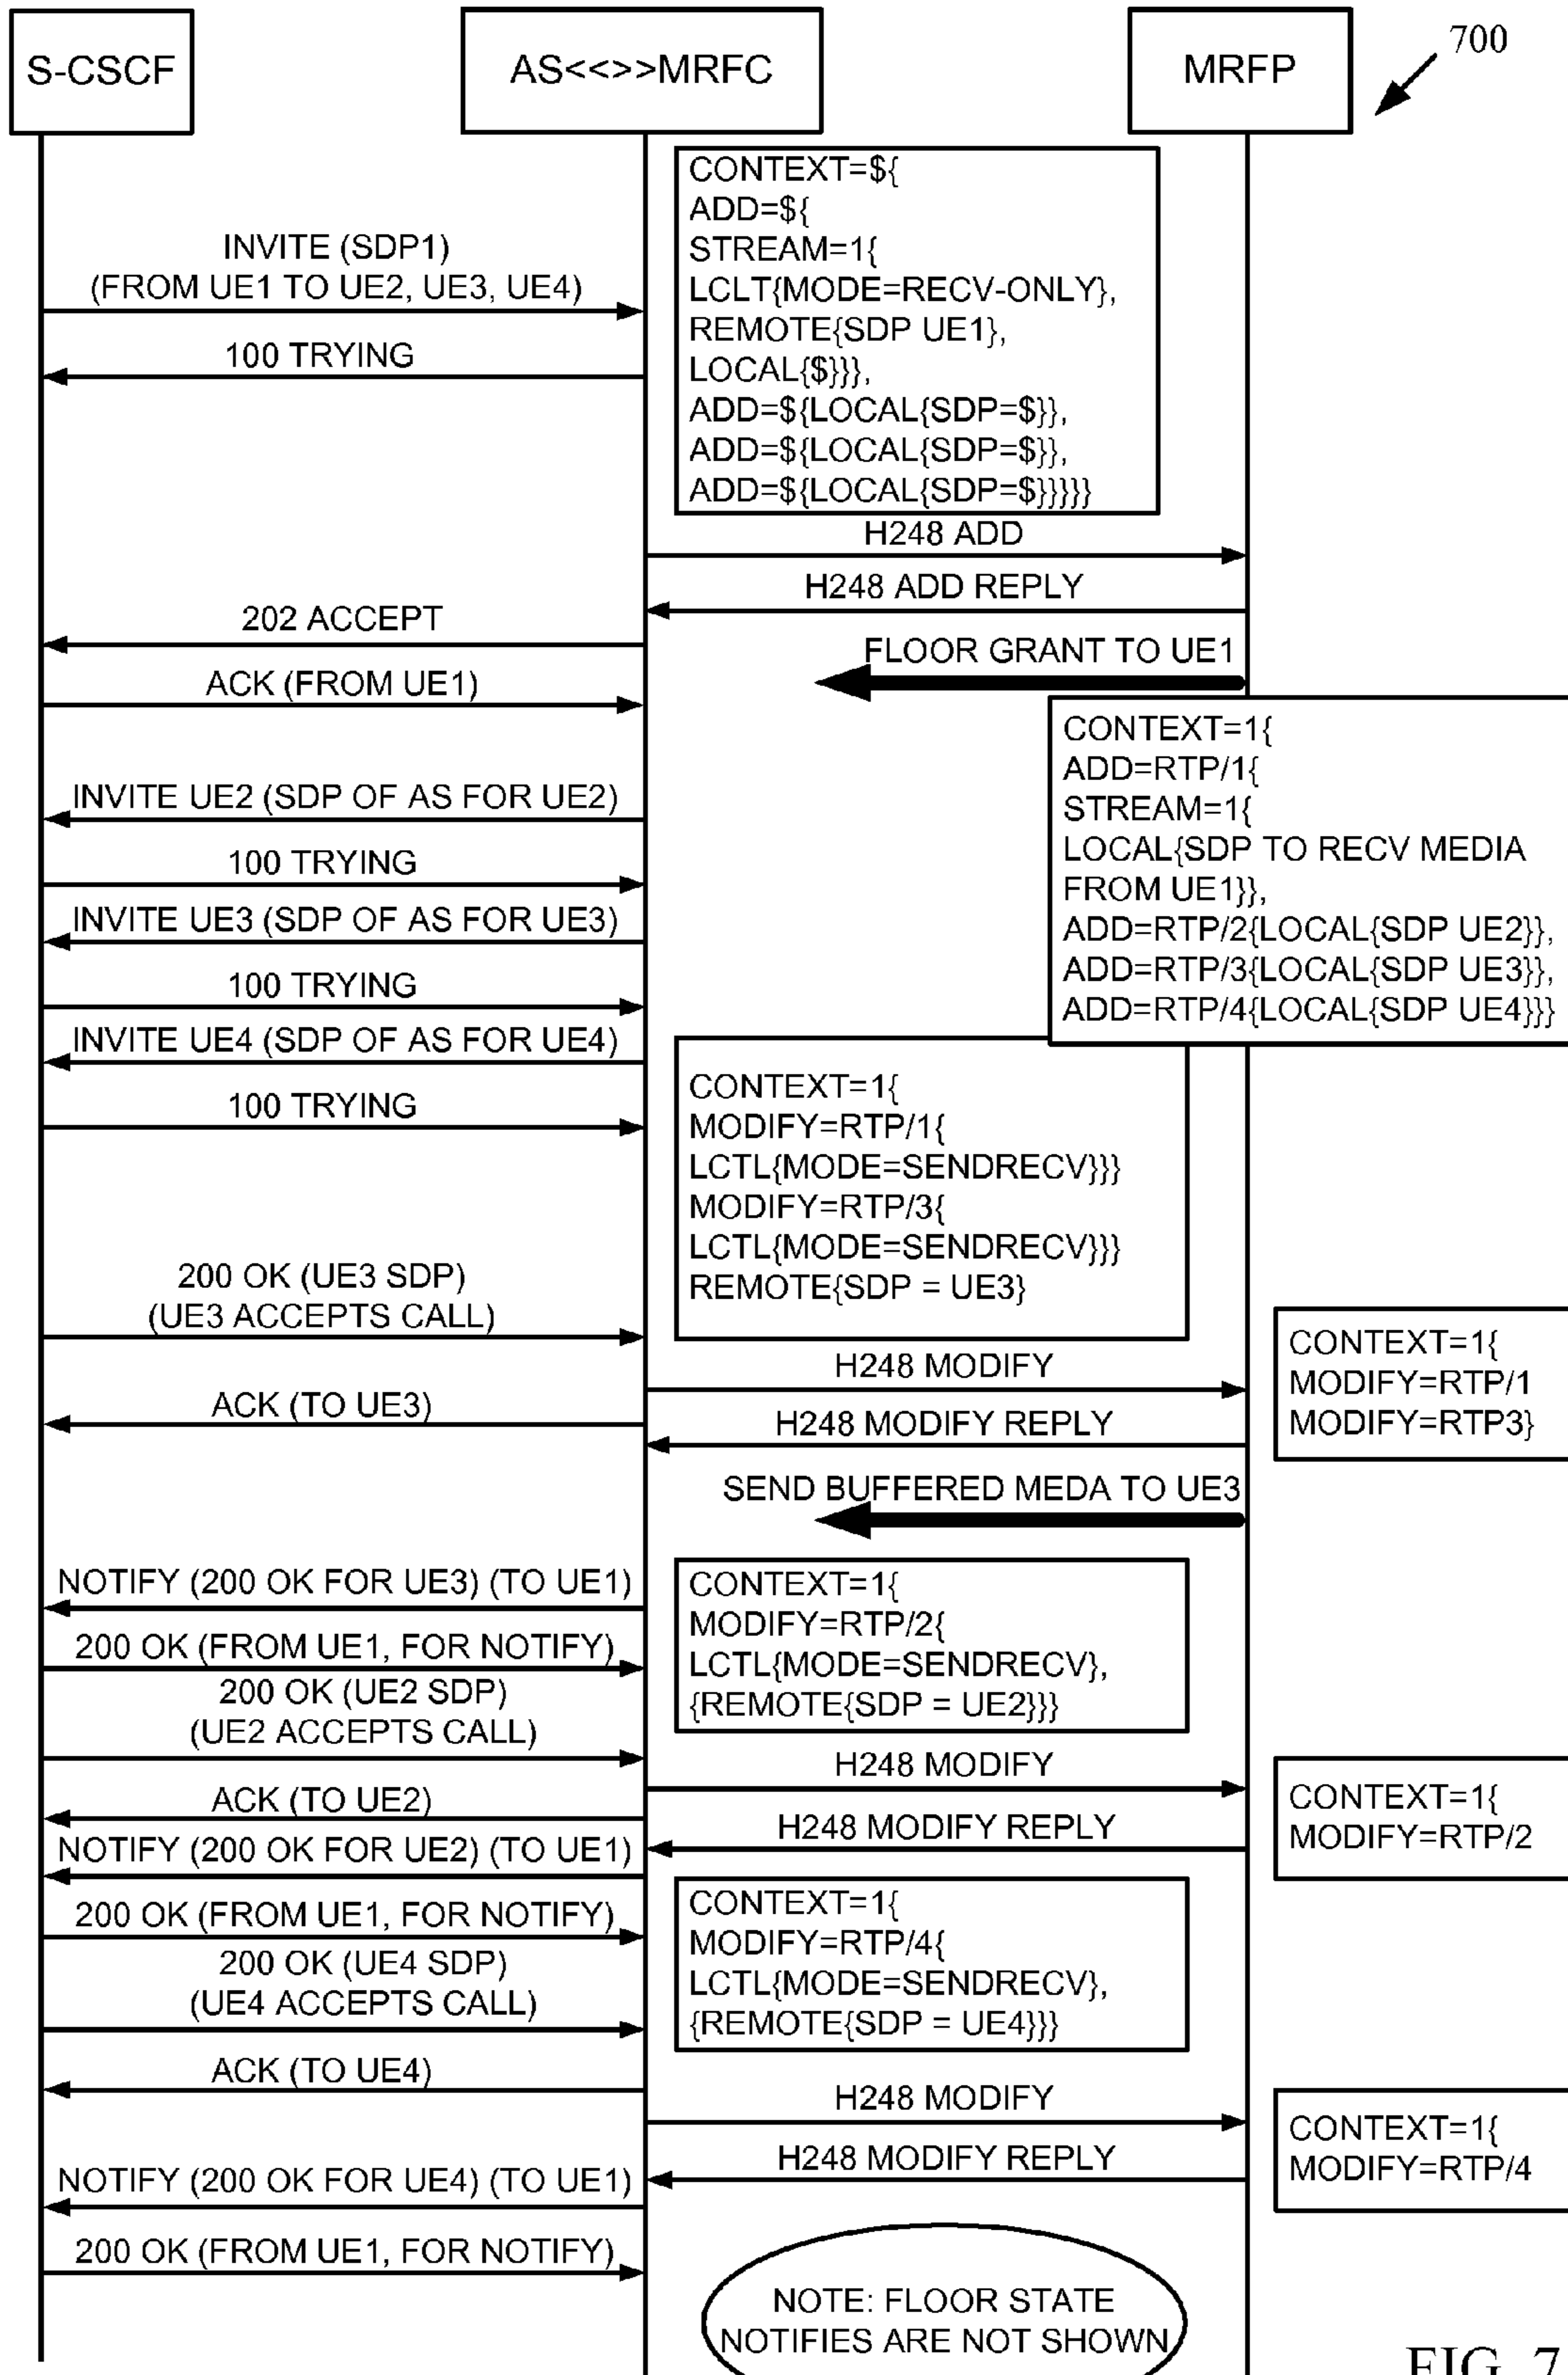 S-CSCF
AS<<>>MRFC
MRFP
700
CONTEXT=${
ADD=${
STREAM=1{
LCLT{MODE=RECV-ONLY},
REMOTE{SDP UE1},
LOCAL{$}}},
ADD=${LOCAL{SDP=$}},
ADD=${LOCAL{SDP=$}},
ADD=${LOCAL{SDP=$}}}}}
INVITE (SDP1)
(FROM UE1 TO UE2, UE3, UE4)
100 TRYING
H248 ADD
H248 ADD REPLY
202 ACCEPT
FLOOR GRANT TO UE1
ACK (FROM UE1)
CONTEXT=1{
ADD=RTP/1{
STREAM=1{
LOCAL{SDP TO RECV MEDIA
FROM UE1}},
ADD=RTP/2{LOCAL{SDP UE2}},
ADD=RTP/3{LOCAL{SDP UE3}},
ADD=RTP/4{LOCAL{SDP UE4}}}
INVITE UE2 (SDP OF AS FOR UE2)
100 TRYING
INVITE UE3 (SDP OF AS FOR UE3)
100 TRYING
INVITE UE4 (SDP OF AS FOR UE4)
100 TRYING
CONTEXT=1{
MODIFY=RTP/1{
LCTL{MODE=SENDRECV}}}
MODIFY=RTP/3{
LCTL{MODE=SENDRECV}}}
REMOTE{SDP = UE3}
200 OK (UE3 SDP)
(UE3 ACCEPTS CALL)
H248 MODIFY
CONTEXT=1{
MODIFY=RTP/1
MODIFY=RTP3}
ACK (TO UE3)
H248 MODIFY REPLY
SEND BUFFERED MEDA TO UE3
NOTIFY (200 OK FOR UE3) (TO UE1)
CONTEXT=1{
MODIFY=RTP/2{
LCTL{MODE=SENDRECV},
{REMOTE{SDP = UE2}}}
200 OK (FROM UE1, FOR NOTIFY)
200 OK (UE2 SDP)
(UE2 ACCEPTS CALL)
H248 MODIFY
CONTEXT=1{
MODIFY=RTP/2
ACK (TO UE2)
H248 MODIFY REPLY
NOTIFY (200 OK FOR UE2) (TO UE1)
CONTEXT=1{
MODIFY=RTP/4{
LCTL{MODE=SENDRECV},
{REMOTE{SDP = UE4}}}
200 OK (FROM UE1, FOR NOTIFY)
200 OK (UE4 SDP)
(UE4 ACCEPTS CALL)
ACK (TO UE4)
H248 MODIFY
CONTEXT=1{
MODIFY=RTP/4
H248 MODIFY REPLY
NOTIFY (200 OK FOR UE4) (TO UE1)
200 OK (FROM UE1, FOR NOTIFY)
NOTE: FLOOR STATE
NOTIFIES ARE NOT SHOWN
FIG. 7